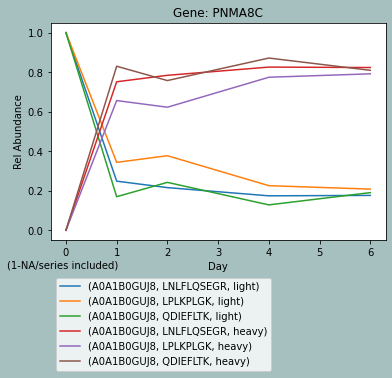 Gene: PNMA8C
1.0
0.8
0.6
0.4
0.2
0.0
Rel Abundance
0 1 2 3 4 5 6
Day
(1-NA/series included)
(A0A1B0GUJ8, LNLFLQSEGR, light)
(A0A1B0GUJ8, LPLKPLGK, light)
(A0A1B0GUJ8, QDIEFLTK, light)
(A0A1B0GUJ8, LNLFLQSEGR, heavy)
(A0A1B0GUJ8, LPLKPLGK, heavy)
(A0A1B0GUJ8, QDIEFLTK, heavy)